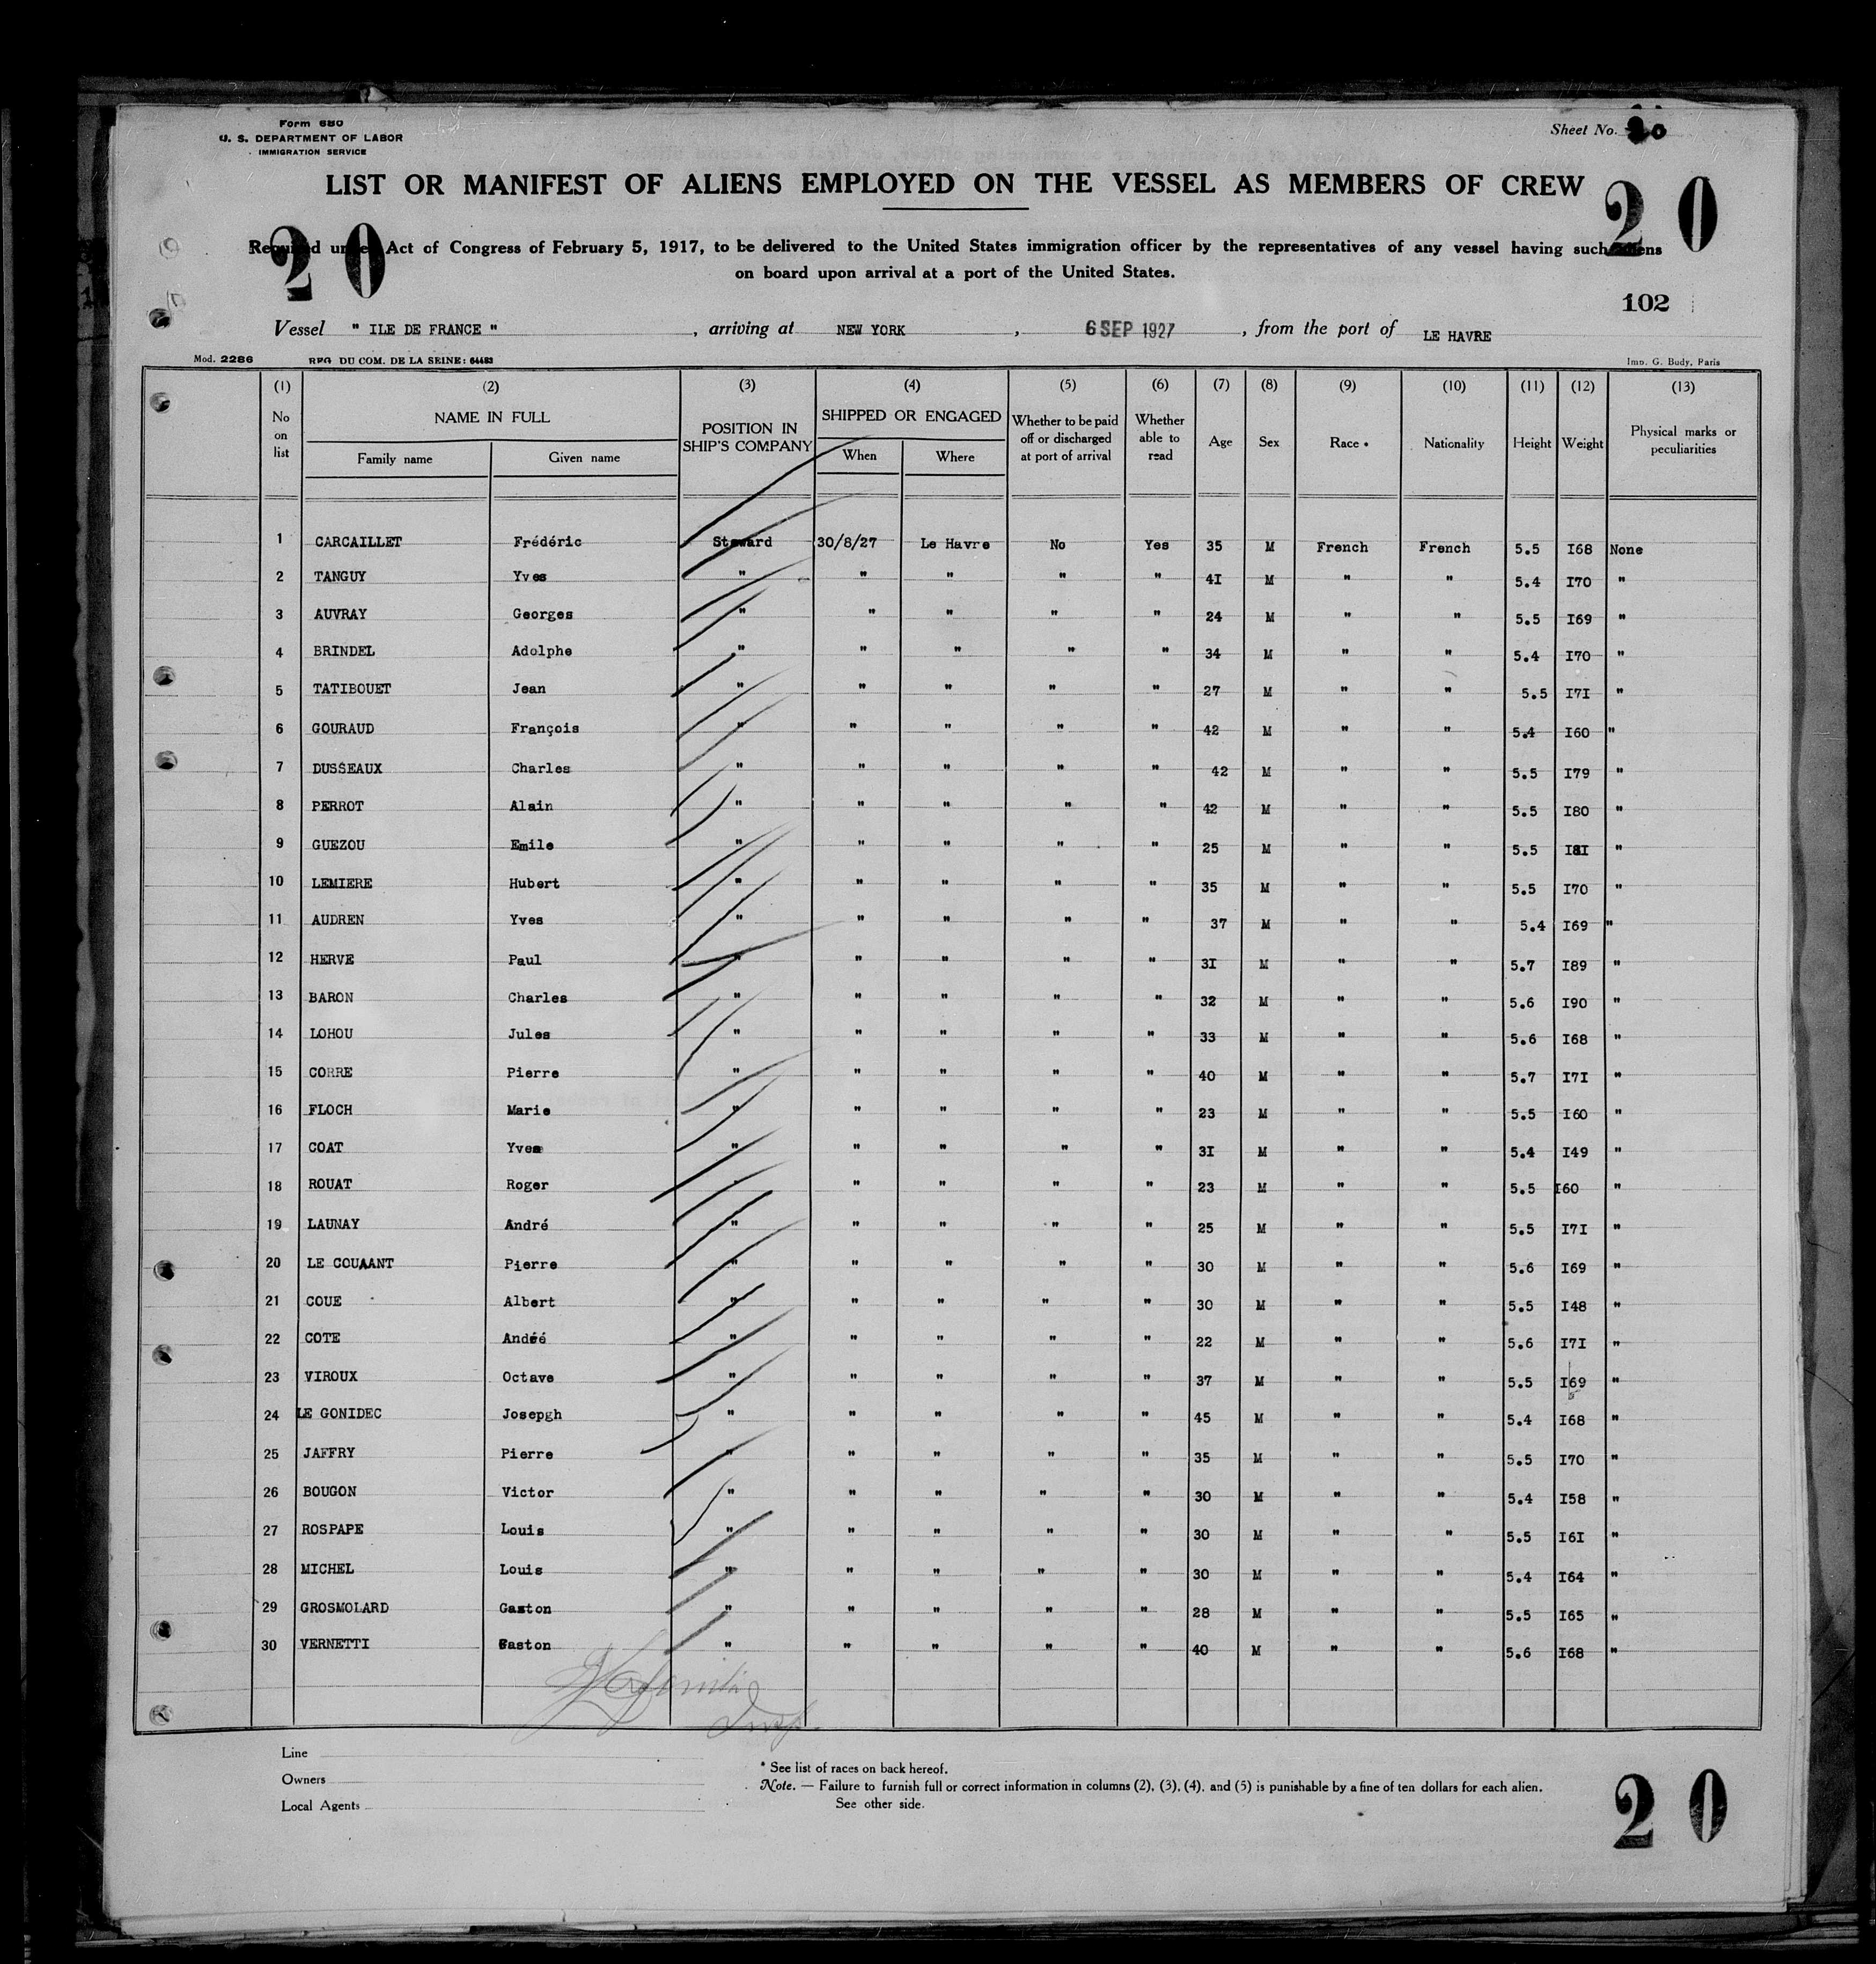 Form 680
U. S. DEPARTMENT OF LABOR
IMMIGRATION SERVICE
Sheet No. 20
LIST OR MANIFEST OF ALIENS EMPLOYED ON THE VESSEL AS MEMBERS OF CREW
20 20
Required under Act of Congress of February 5, 1917, to be delivered to the United States immigration officer by the representatives of any vessel having such aliens
on board upon arrival at a port of the United States.
102
Vessel " ILE DE FRANCE " , arriving at NEW YORK , 6 SEP 1927 , from the port of LE HAVRE
Mod. 2286 REG. DU COM. DE LA SEINE: 64483 Imp. G. Budy, Paris
(1) (2) (3) (4) (5) (6) (7) (8) (9) (10) (11) (12) (13)
No on list NAME IN FULL POSITION IN SHIP'S COMPANY SHIPPED OR ENGAGED Whether to be paid off or discharged at port of arrival Whether able to read Age Sex Race * Nationality Height Weight Physical marks or peculiarities
Family name Given name When Where
1 CARCAILLET Frédéric Steward 30/8/27 Le Havre No Yes 35 M French French 5.5 I68 None
2 TANGUY Yves " " " " " 4I M " " 5.4 I70 "
3 AUVRAY Georges " " " " " 24 M " " 5.5 I69 "
4 BRINDEL Adolphe " " " " " 34 M " " 5.4 I70 "
5 TATIBOUET Jean " " " " " 27 M " " 5.5 I7I "
6 GOURAUD François " " " " " 42 M " " 5.4 I60 "
7 DUSSEAUX Charles " " " " " 42 M " " 5.5 I79 "
8 PERROT Alain " " " " " 42 M " " 5.5 I80 "
9 GUEZOU Emile " " " " " 25 M " " 5.5 I8I "
10 LEMIERE Hubert " " " " " 35 M " " 5.5 I70 "
11 AUDREN Yves " " " " " 37 M " " 5.4 I69 "
12 HERVE Paul " " " " " 3I M " " 5.7 I89 "
13 BARON Charles " " " " " 32 M " " 5.6 I90 "
14 LOHOU Jules " " " " " 33 M " " 5.6 I68 "
15 CORRE Pierre " " " " " 40 M " " 5.7 I7I "
16 FLOCH Marie " " " " " 23 M " " 5.5 I60 "
17 COAT Yves " " " " " 3I M " " 5.4 I49 "
18 ROUAT Roger " " " " " 23 M " " 5.5 I60 "
19 LAUNAY André " " " " " 25 M " " 5.5 I7I "
20 LE COUAANT Pierre " " " " " 30 M " " 5.6 I69 "
21 COUE Albert " " " " " 30 M " " 5.5 I48 "
22 COTE Andéé " " " " " 22 M " " 5.6 I7I "
23 VIROUX Octave " " " " " 37 M " " 5.5 I69 "
24 LE GONIDEC Josepgh " " " " " 45 M " " 5.4 I68 "
25 JAFFRY Pierre " " " " " 35 M " " 5.5 I70 "
26 BOUGON Victor " " " " " 30 M " " 5.4 I58 "
27 ROSPAPE Louis " " " " " 30 M " " 5.5 I6I "
28 MICHEL Louis " " " " " 30 M " " 5.4 I64 "
29 GROSMOLARD Gaston " " " " " 28 M " " 5.5 I65 "
30 VERNETTI Gaston " " " " " 40 M " " 5.6 I68 "
Insp.
Line
Owners
Local Agents
* See list of races on back hereof.
Note. — Failure to furnish full or correct information in columns (2), (3), (4), and (5) is punishable by a fine of ten dollars for each alien.
See other side.
20